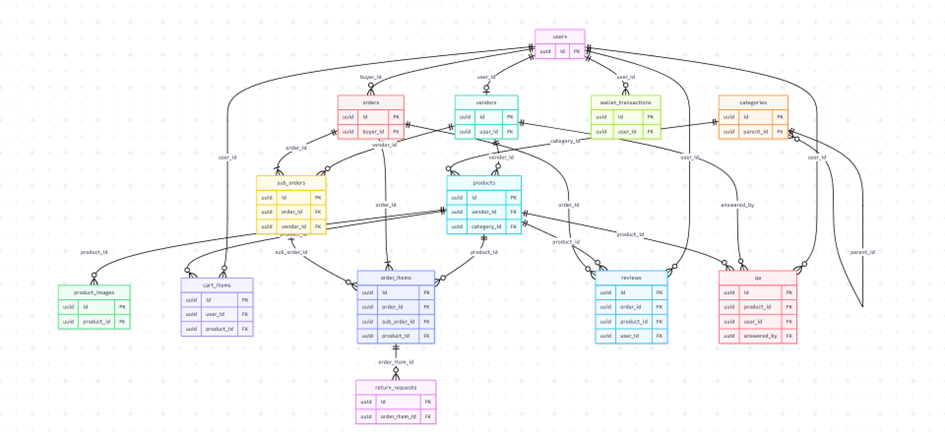 users
uuid id PK
buyer_id
user_id
user_id
orders
uuid id PK
uuid buyer_id FK
vendors
uuid id PK
uuid user_id FK
wallet_transactions
uuid id PK
uuid user_id FK
categories
uuid id PK
uuid parent_id FK
order_id
vendor_id
category_id
user_id
vendor_id
user_id
user_id
sub_orders
uuid id PK
uuid order_id FK
uuid vendor_id FK
products
uuid id PK
uuid vendor_id FK
uuid category_id FK
order_id
order_id
answered_by
product_id
product_id
sub_order_id
product_id
product_id
product_id
parent_id
product_images
uuid id PK
uuid product_id FK
cart_items
uuid id PK
uuid user_id FK
uuid product_id FK
order_items
uuid id PK
uuid order_id FK
uuid sub_order_id FK
uuid product_id FK
reviews
uuid id PK
uuid order_id FK
uuid product_id FK
uuid user_id FK
qa
uuid id PK
uuid product_id FK
uuid user_id FK
uuid answered_by FK
order_item_id
return_requests
uuid id PK
uuid order_item_id FK